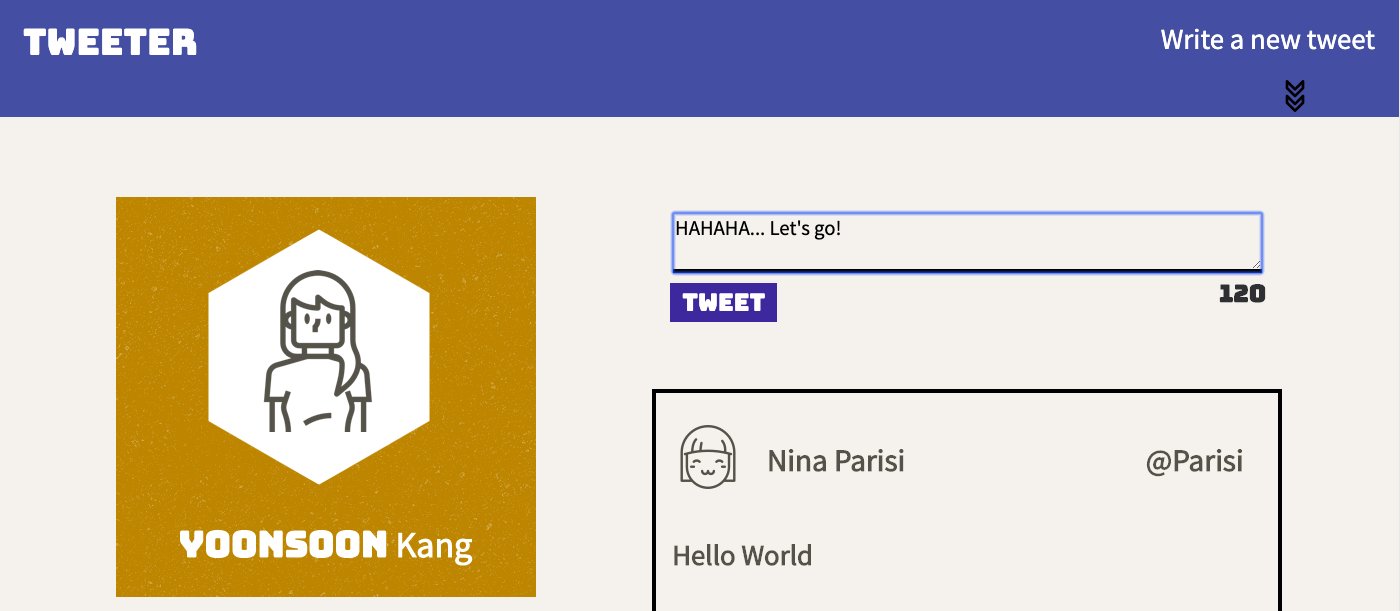 TWEETER
Write a new tweet
HAHAHA... Let's go!
TWEET
120
YOONSOON Kang
Nina Parisi
@Parisi
Hello World